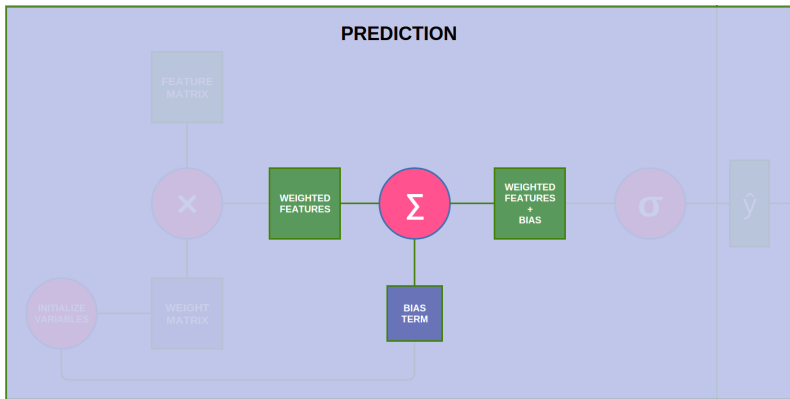 PREDICTION
FEATURE
MATRIX
×
WEIGHTED
FEATURES
Σ
WEIGHTED
FEATURES
+
BIAS
σ
ŷ
INITIALIZE
VARIABLES
WEIGHT
MATRIX
BIAS
TERM